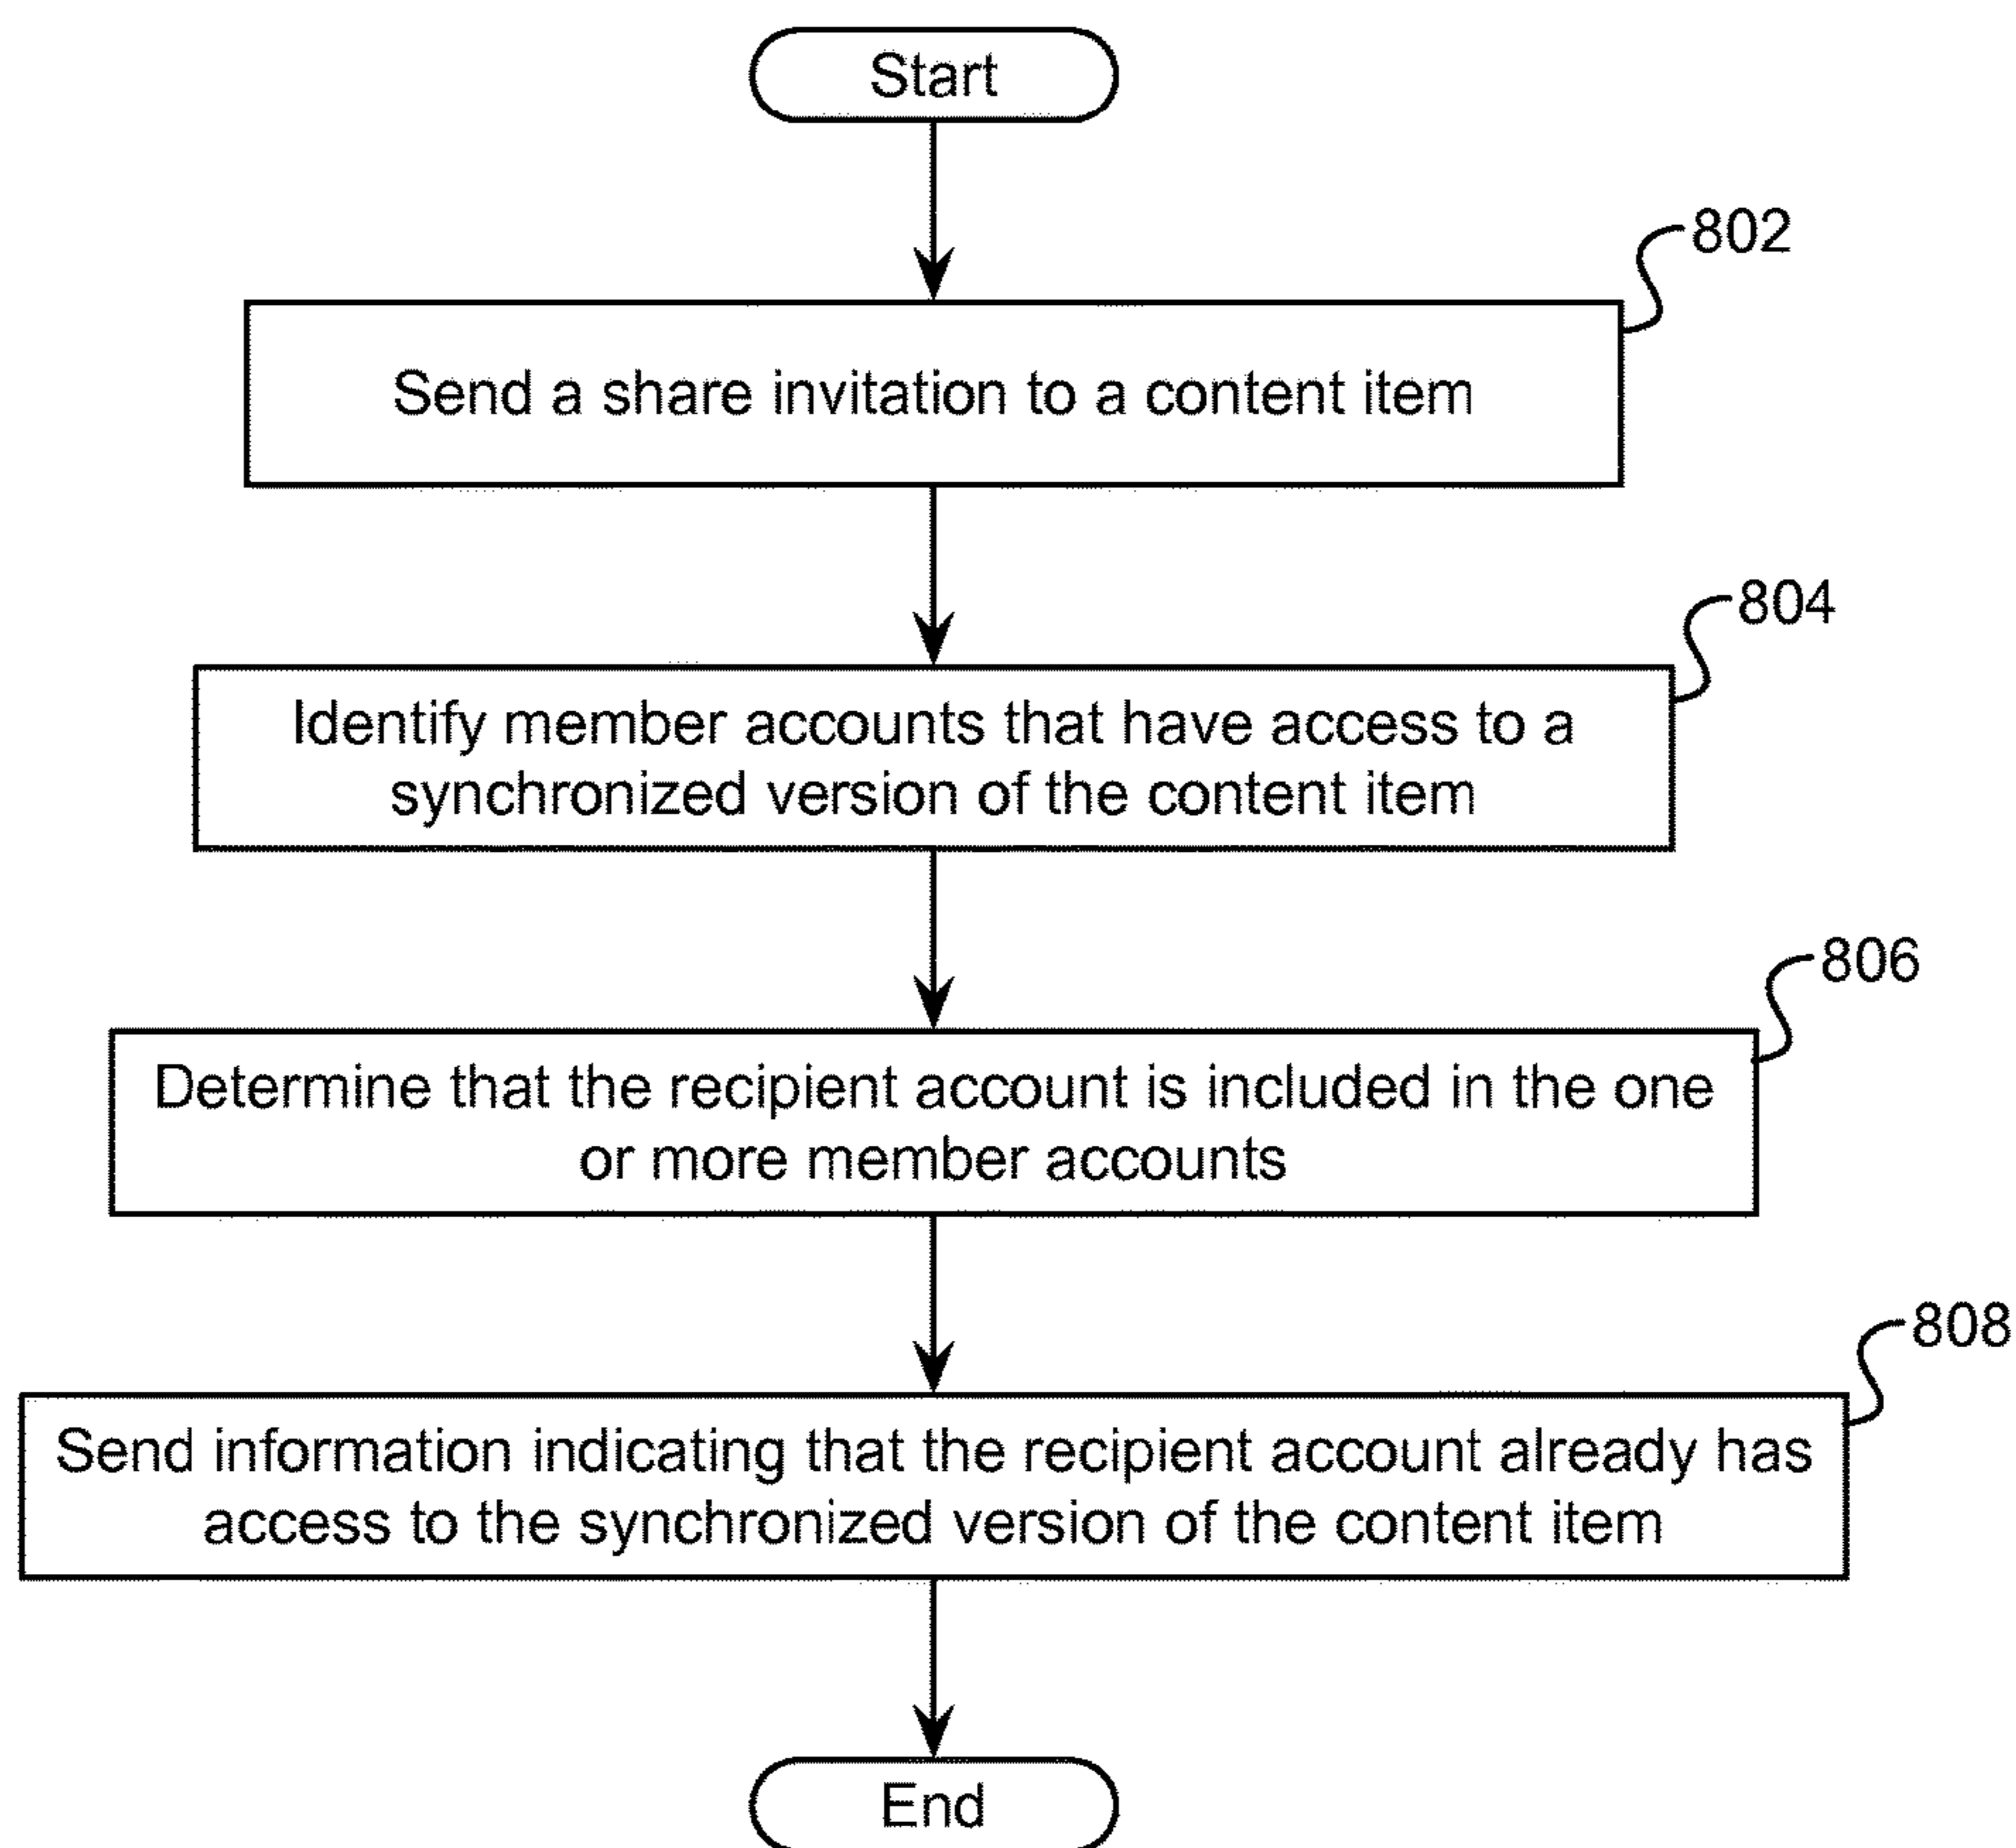 Start
802
Send a share invitation to a content item
804
Identify member accounts that have access to a
synchronized version of the content item
806
Determine that the recipient account is included in the one
or more member accounts
808
Send information indicating that the recipient account already has
access to the synchronized version of the content item
End